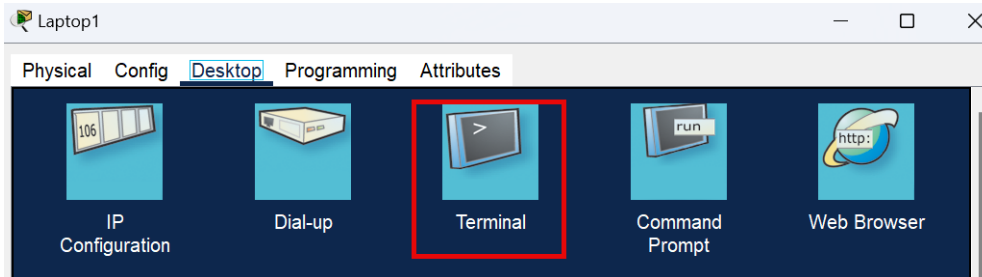 Laptop1
Physical Config Desktop Programming Attributes
106
>
run
http:
IP
Configuration
Dial-up
Terminal
Command
Prompt
Web Browser